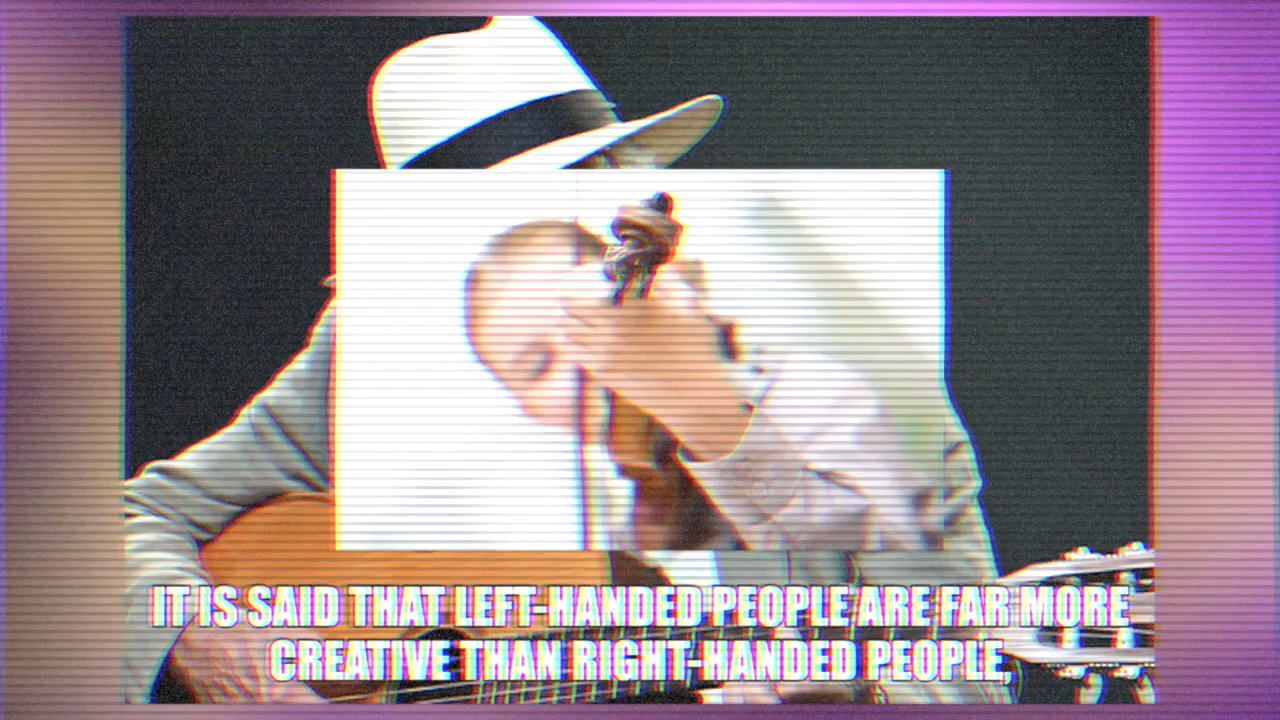 IT IS SAID THAT LEFT-HANDED PEOPLE ARE FAR MORE
CREATIVE THAN RIGHT-HANDED PEOPLE,